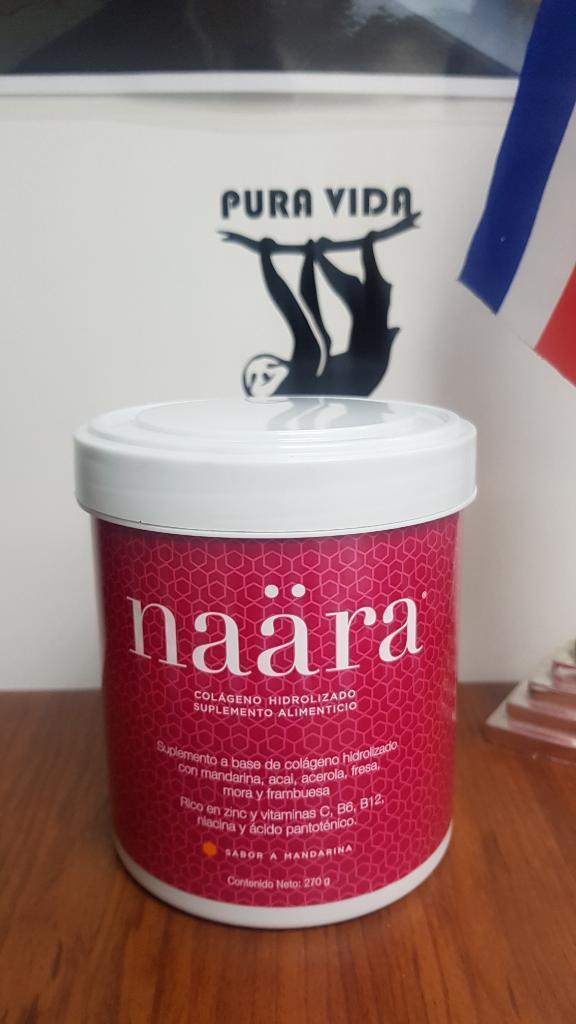 PURA VIDA
naära®
COLÁGENO HIDROLIZADO
SUPLEMENTO ALIMENTICIO
Suplemento a base de colágeno hidrolizado
con mandarina, acai, acerola, fresa,
mora y frambuesa
Rico en zinc y vitaminas C, B6, B12,
niacina y ácido pantoténico.
SABOR A MANDARINA
Contenido Neto: 270 g